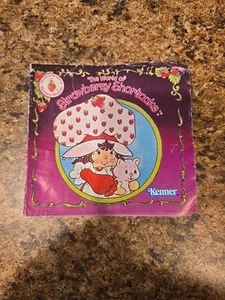 The World of
Strawberry Shortcake
Kenner